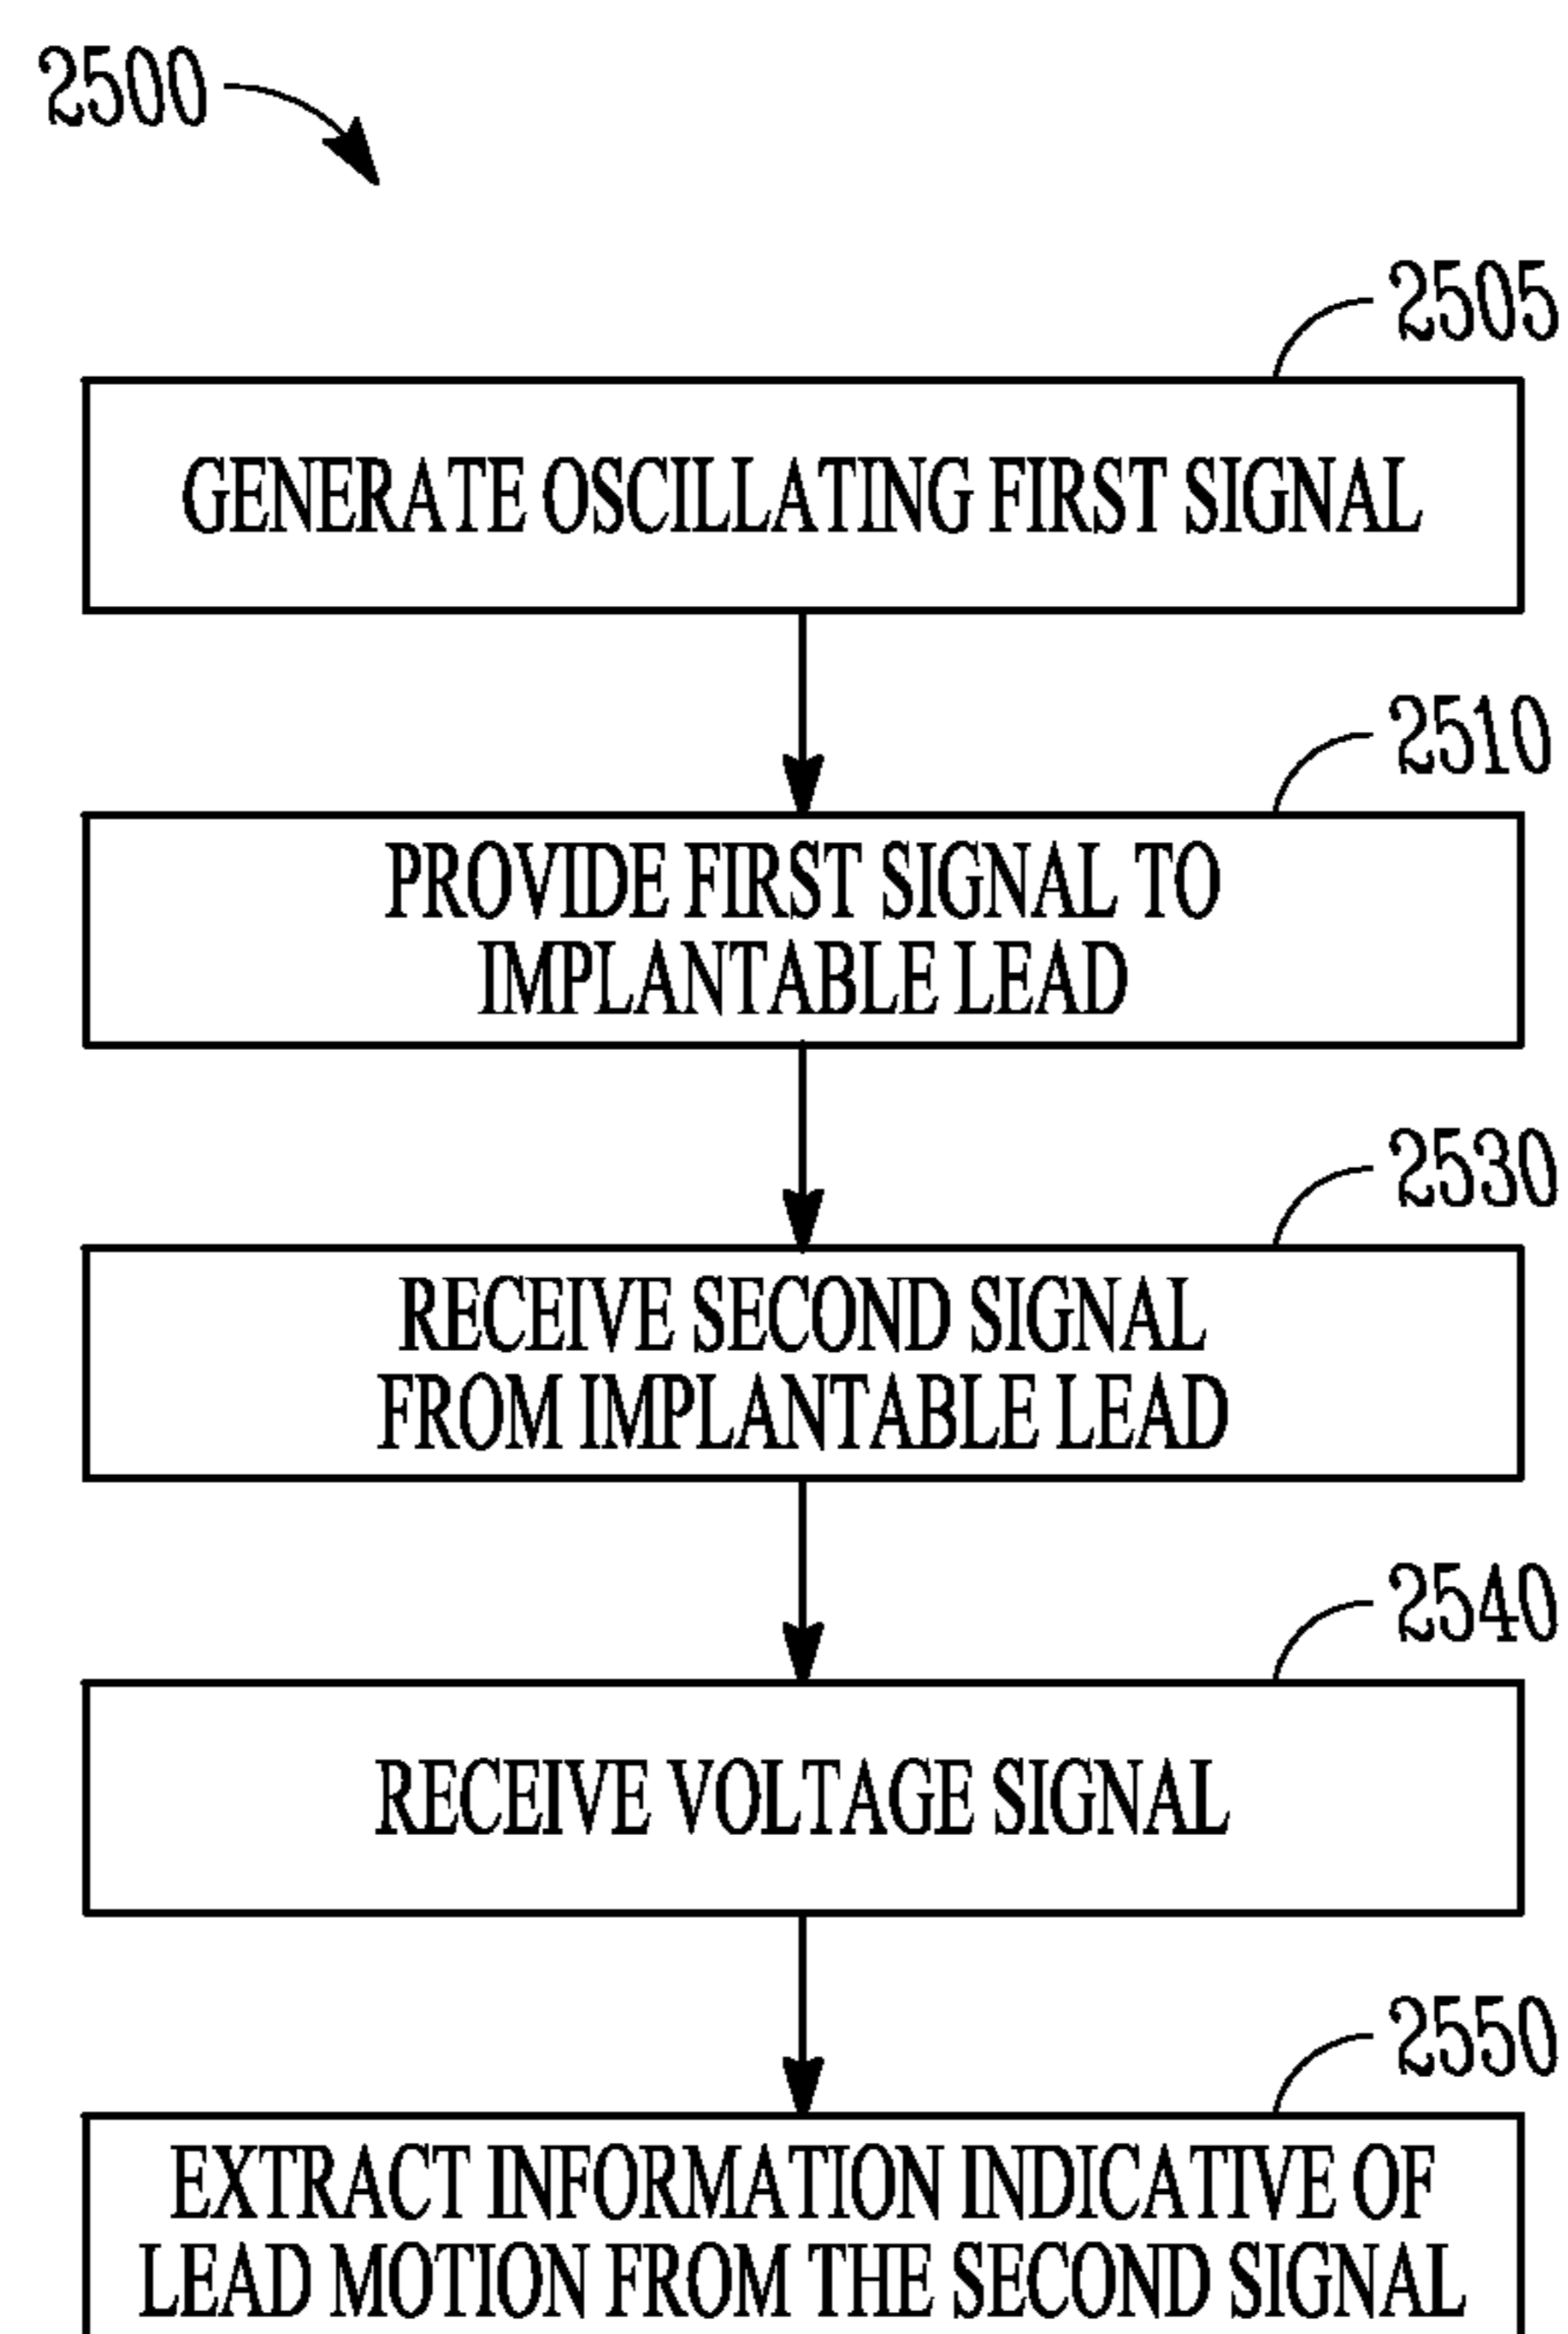 2500
2505
GENERATE OSCILLATING FIRST SIGNAL
2510
PROVIDE FIRST SIGNAL TO
IMPLANTABLE LEAD
2530
RECEIVE SECOND SIGNAL
FROM IMPLANTABLE LEAD
2540
RECEIVE VOLTAGE SIGNAL
2550
EXTRACT INFORMATION INDICATIVE OF
LEAD MOTION FROM THE SECOND SIGNAL